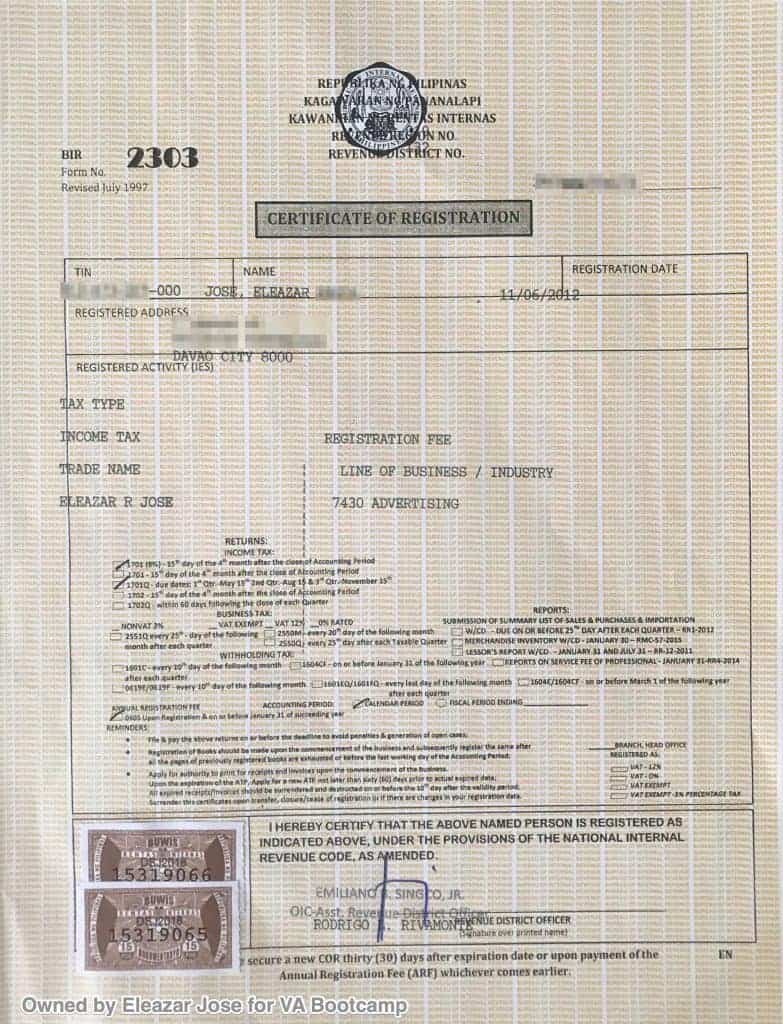 REPUBLIKA NG PILIPINAS
KAGAWARAN NG PANANALAPI
KAWANIHAN NG RENTAS INTERNAS
REVENUE REGION NO.
REVENUE DISTRICT NO.
BIR
Form No.
2303
Revised July 1997
CERTIFICATE OF REGISTRATION
TIN
NAME
REGISTRATION DATE
-000 JOSE, ELEAZAR
11/06/2012
REGISTERED ADDRESS
DAVAO CITY 8000
REGISTERED ACTIVITY (IES)
TAX TYPE
INCOME TAX REGISTRATION FEE
TRADE NAME LINE OF BUSINESS / INDUSTRY
ELEAZAR R JOSE 7430 ADVERTISING
RETURNS:
INCOME TAX:
1701 (8%) - 15th day of the 4th month after the close of Accounting Period
1701 - 15th day of the 4th month after the close of Accounting Period
1701Q - due dates: 1st Qtr-May 15 2nd Qtr-Aug 15 & 3rd Qtr-November 15th
1702 - 15th day of the 4th month after the close of Accounting Period
1702Q - within 60 days following the close of each Quarter
BUSINESS TAX:
NONVAT 3% VAT EXEMPT VAT 12% 0% RATED
2551Q every 25th - day of the following
month after each quarter
2550M - every 20th day of the following month
2550Q - every 25th day after each Taxable Quarter
REPORTS:
SUBMISSION OF SUMMARY LIST OF SALES & PURCHASES & IMPORTATION
W/CD - DUE ON OR BEFORE 25TH DAY AFTER EACH QUARTER - RR1-2012
MERCHANDISE INVENTORY W/CD - JANUARY 30 - RMC-57-2015
LESSOR'S REPORT W/CD - JANUARY 31 AND JULY 31 - RR-12-2011
REPORTS ON SERVICE FEE OF PROFESSIONAL - JANUARY 31-RR4-2014
WITHHOLDING TAX:
1601C - every 10th day of the following month
1604CF - on or before January 31 of the following year
after each quarter
0619E/0619F - every 10th day of the following month
1601EQ/1601FQ - every last day of the following month
after each quarter
1604E/1604CF - on or before March 1 of the following year
ANNUAL REGISTRATION FEE
0605 Upon Registration & on or before January 31 of succeeding year
ACCOUNTING PERIOD: CALENDAR PERIOD FISCAL PERIOD ENDING
REMINDERS:
File & pay the above returns on or before the deadline to avoid penalties & generation of open cases;
Registration of Books should be made upon the commencement of the business and subsequently register the same after
all the pages of previously registered books are exhausted or before the last working day of the Accounting Period;
Apply for authority to print for receipts and invoices upon the commencement of the business.
Upon the expiration of the ATP, Apply for a new ATP not later than sixty (60) days prior to actual expired date;
All expired receipts/invoices should be surrendered and destructed on or before the 10th day after the validity period.
Surrender this certificates upon transfer, closure/cease of registration or if there are changes in your registration data.
BRANCH, HEAD OFFICE
REGISTERED AS:
VAT - 12%
VAT - 0%
VAT EXEMPT
VAT EXEMPT -3% PERCENTAGE TAX
BUWIS
RENTAS INTERNAL
15319066
BUWIS
RENTAS INTERNAL
15319065
15 15
DOKUMENTARYO
I HEREBY CERTIFY THAT THE ABOVE NAMED PERSON IS REGISTERED AS
INDICATED ABOVE, UNDER THE PROVISIONS OF THE NATIONAL INTERNAL
REVENUE CODE, AS AMENDED.
EMILIANO SINGCO, JR.
OIC-Asst. Revenue District Officer
RODRIGO A. RIVAMONTE
REVENUE DISTRICT OFFICER
(Signature over printed name)
secure a new COR thirty (30) days after expiration date or upon payment of the
Annual Registration Fee (ARF) whichever comes earlier.
EN
Owned by Eleazar Jose for VA Bootcamp